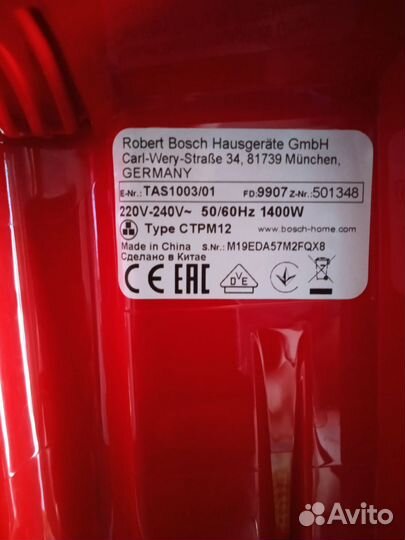 Robert Bosch Hausgeräte GmbH
Carl-Wery-Straße 34, 81739 München,
GERMANY
E-Nr.: TAS1003/01 FD: 9907 Z-Nr.: 501348
220V-240V~ 50/60Hz 1400W
Type CTPM12 www.bosch-home.com
Made in China S.Nr.: M19EDA57M2FQX8
Сделано в Китае
CE EAC DVE
Avito